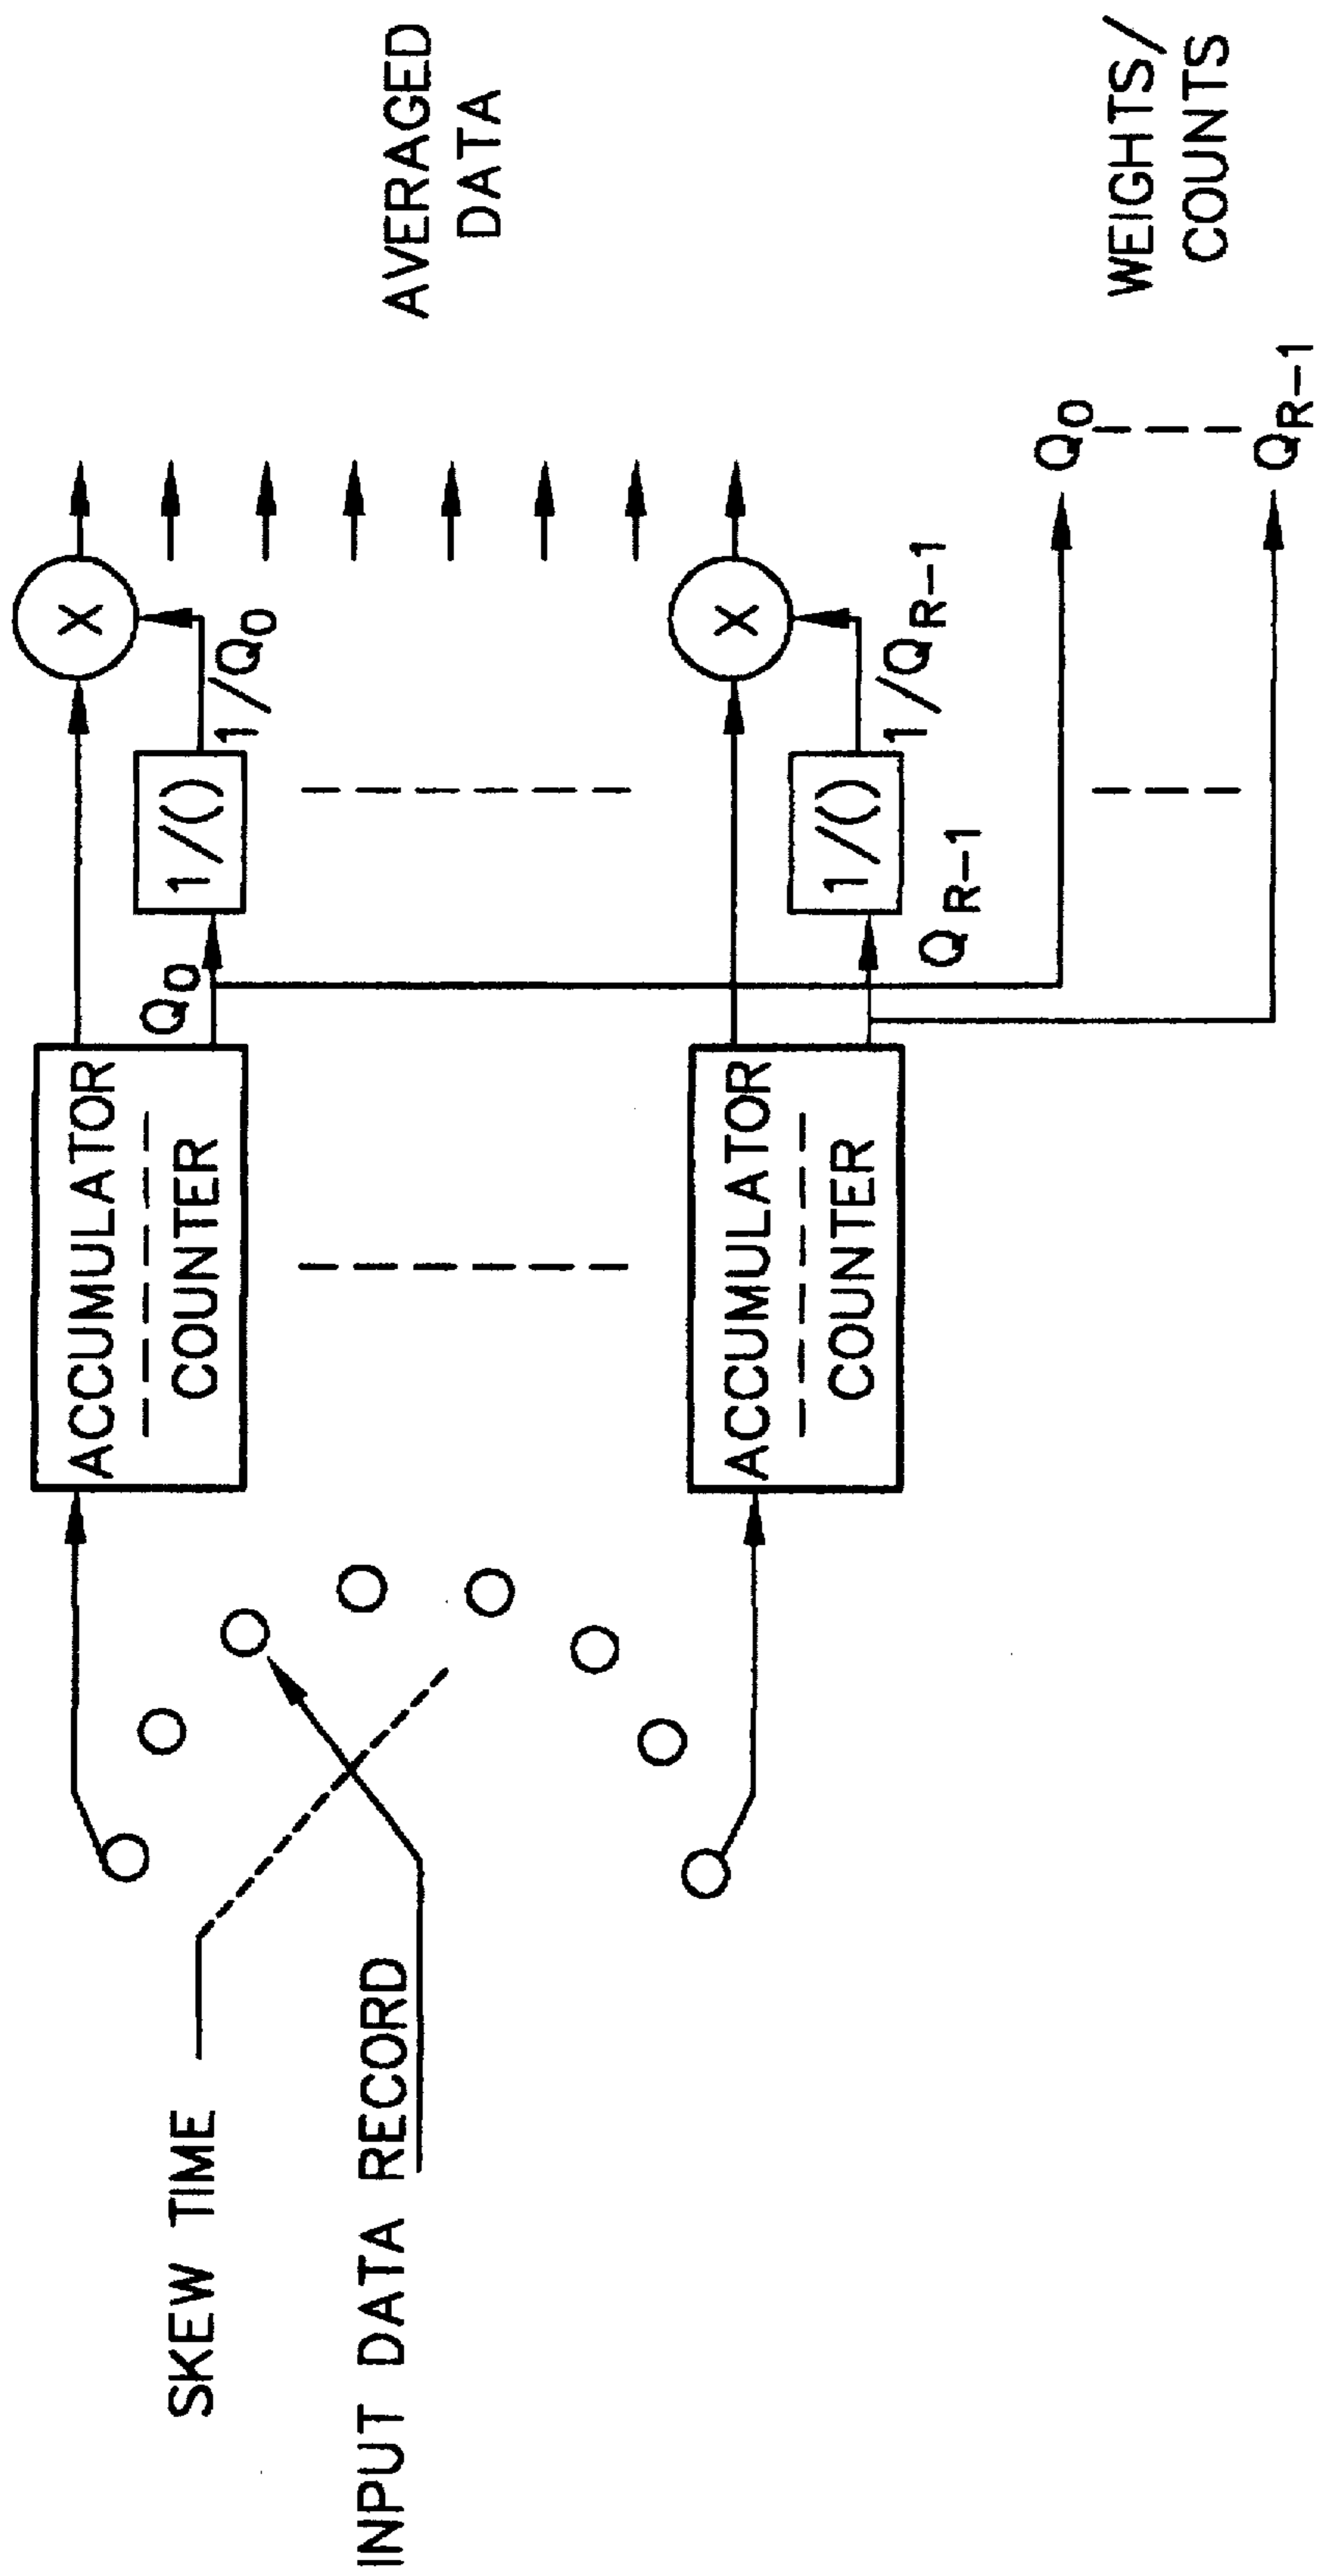 SKEW TIME
INPUT DATA RECORD
ACCUMULATOR
COUNTER
Q0
1/()
1/Q0
X
AVERAGED
DATA
ACCUMULATOR
COUNTER
QR-1
1/()
1/QR-1
X
Q0
QR-1
WEIGHTS/
COUNTS